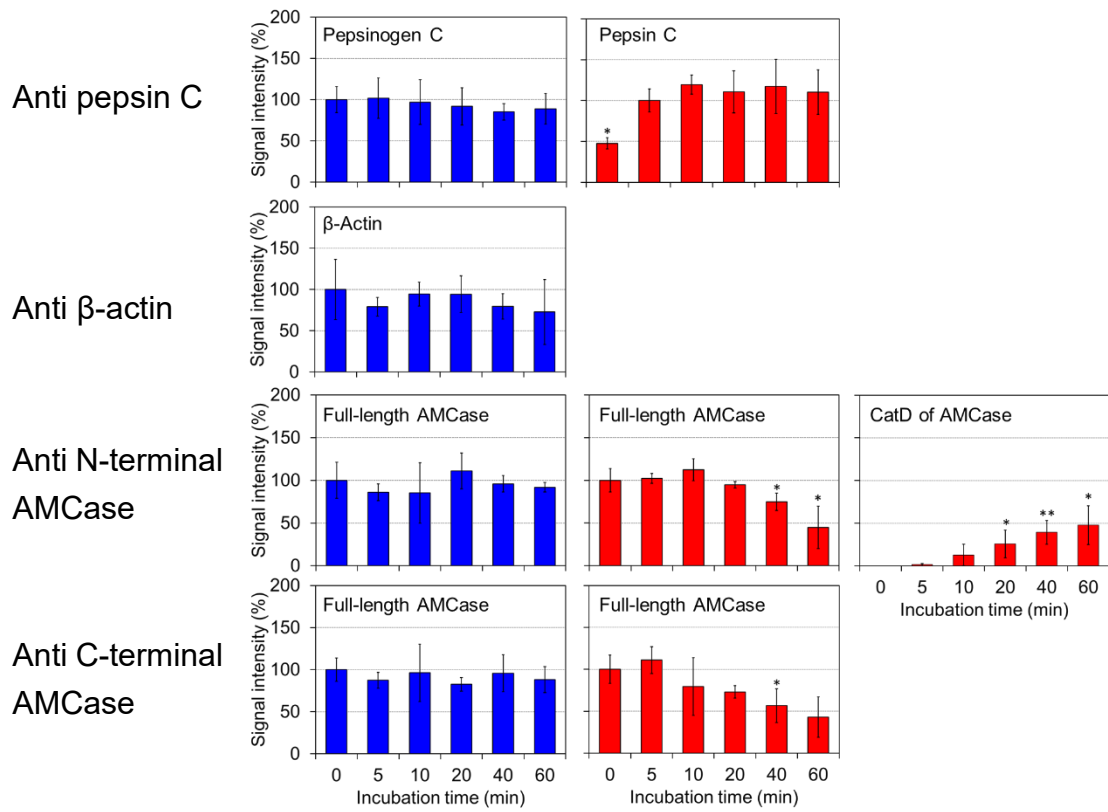 Anti pepsin C
Signal intensity (%)
200
150
100
50
0
Pepsinogen C
Pepsin C
*
Anti β-actin
Signal intensity (%)
200
150
100
50
0
β-Actin
Anti N-terminal
AMCase
Signal intensity (%)
200
150
100
50
0
Full-length AMCase
Full-length AMCase
*
*
CatD of AMCase
*
**
*
0 5 10 20 40 60
Incubation time (min)
Anti C-terminal
AMCase
Signal intensity (%)
200
150
100
50
0
Full-length AMCase
0 5 10 20 40 60
Incubation time (min)
Full-length AMCase
*
0 5 10 20 40 60
Incubation time (min)